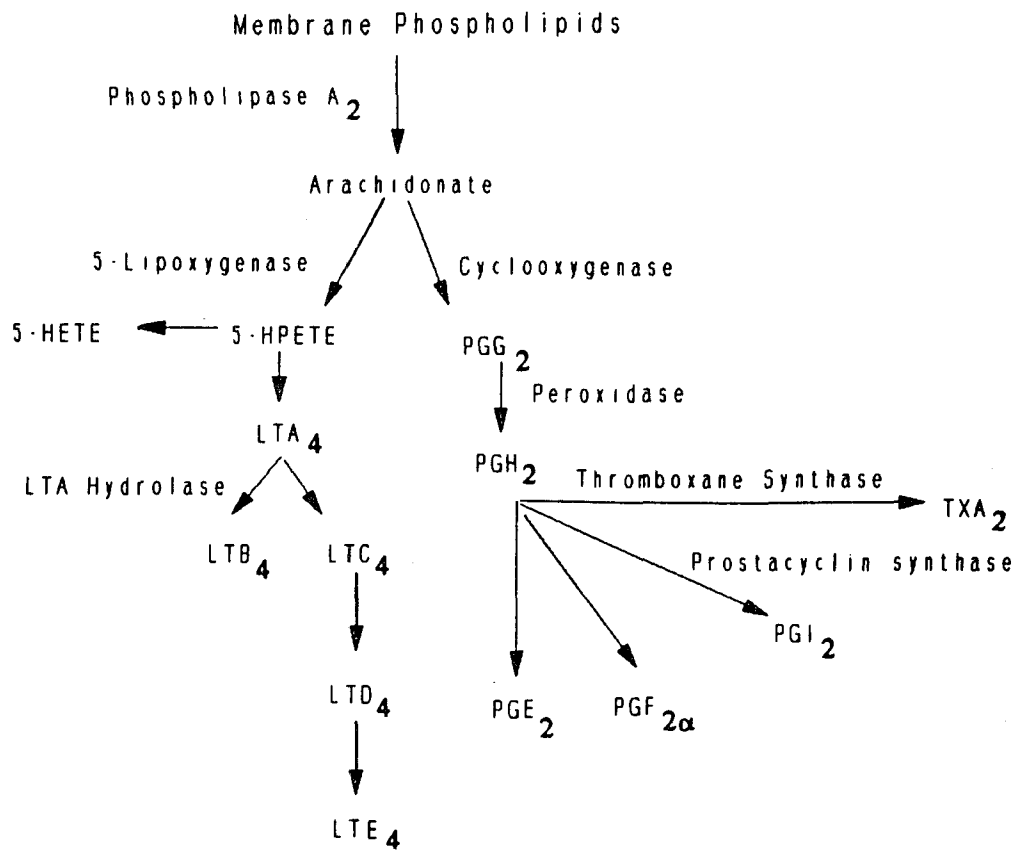 Membrane Phospholipids
Phospholipase A2
Arachidonate
5-Lipoxygenase
Cyclooxygenase
5-HETE
5-HPETE
PGG2
Peroxidase
LTA4
PGH2
LTA Hydrolase
Thromboxane Synthase
TXA2
LTB4
LTC4
Prostacyclin synthase
PGI2
LTD4
PGE2
PGF2α
LTE4